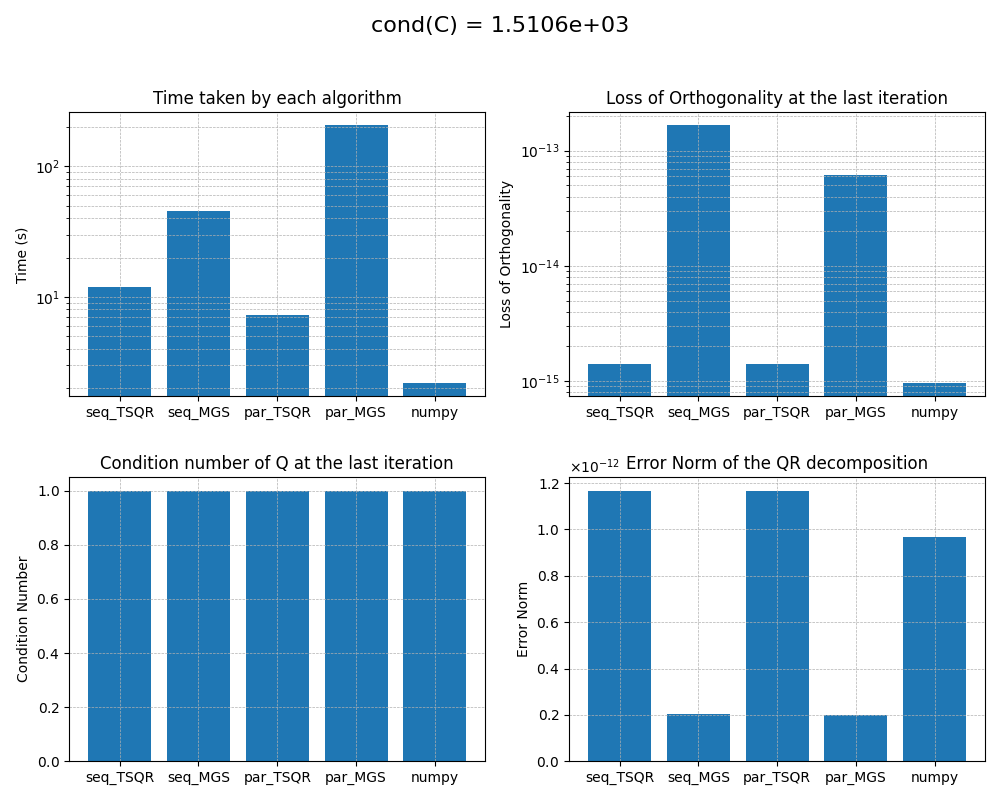 cond(C) = 1.5106e+03
Time taken by each algorithm
Time (s)
10²
10¹
seq_TSQR seq_MGS par_TSQR par_MGS numpy
Loss of Orthogonality at the last iteration
Loss of Orthogonality
10⁻¹³
10⁻¹⁴
10⁻¹⁵
seq_TSQR seq_MGS par_TSQR par_MGS numpy
Condition number of Q at the last iteration
Condition Number
1.0
0.8
0.6
0.4
0.2
0.0
seq_TSQR seq_MGS par_TSQR par_MGS numpy
×10⁻¹² Error Norm of the QR decomposition
Error Norm
1.2
1.0
0.8
0.6
0.4
0.2
0.0
seq_TSQR seq_MGS par_TSQR par_MGS numpy